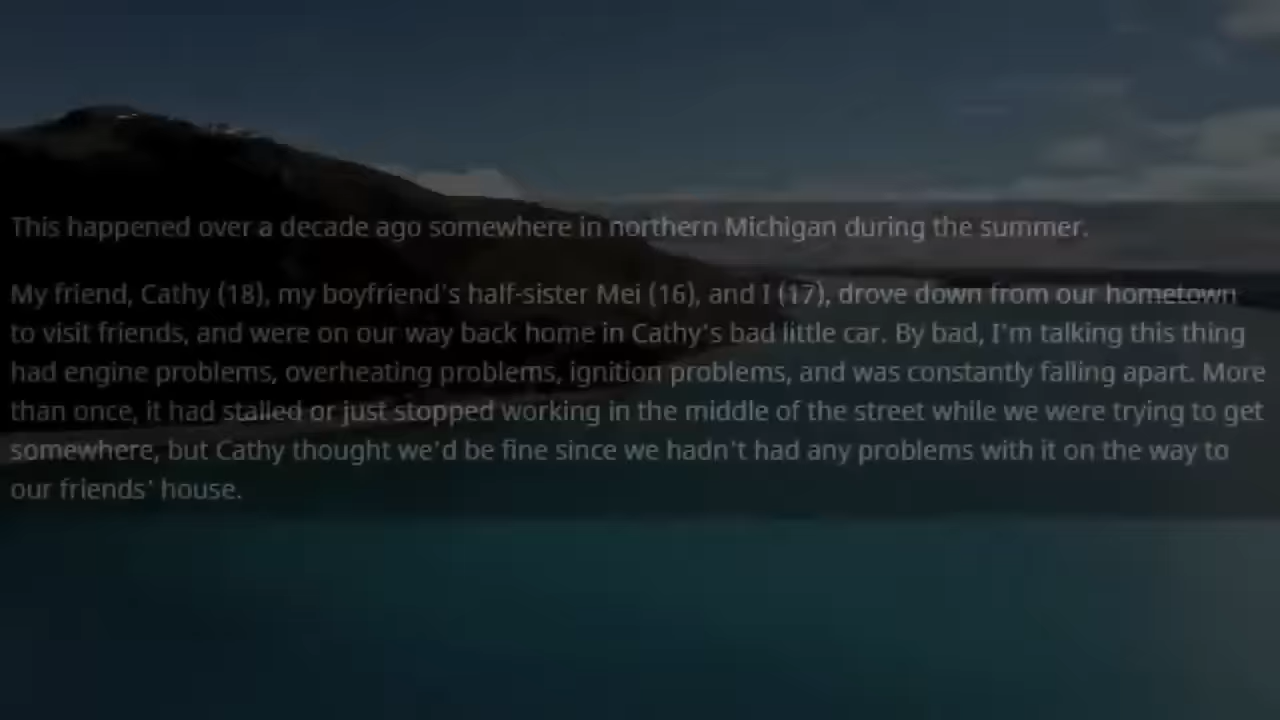 This happened over a decade ago somewhere in northern Michigan during the summer.
My friend, Cathy (18), my boyfriend's half-sister Mei (16), and I (17), drove down from our hometown
to visit friends, and were on our way back home in Cathy's bad little car. By bad, I'm talking this thing
had engine problems, overheating problems, ignition problems, and was constantly falling apart. More
than once, it had stalled or just stopped working in the middle of the street while we were trying to get
somewhere, but Cathy thought we'd be fine since we hadn't had any problems with it on the way to
our friends' house.